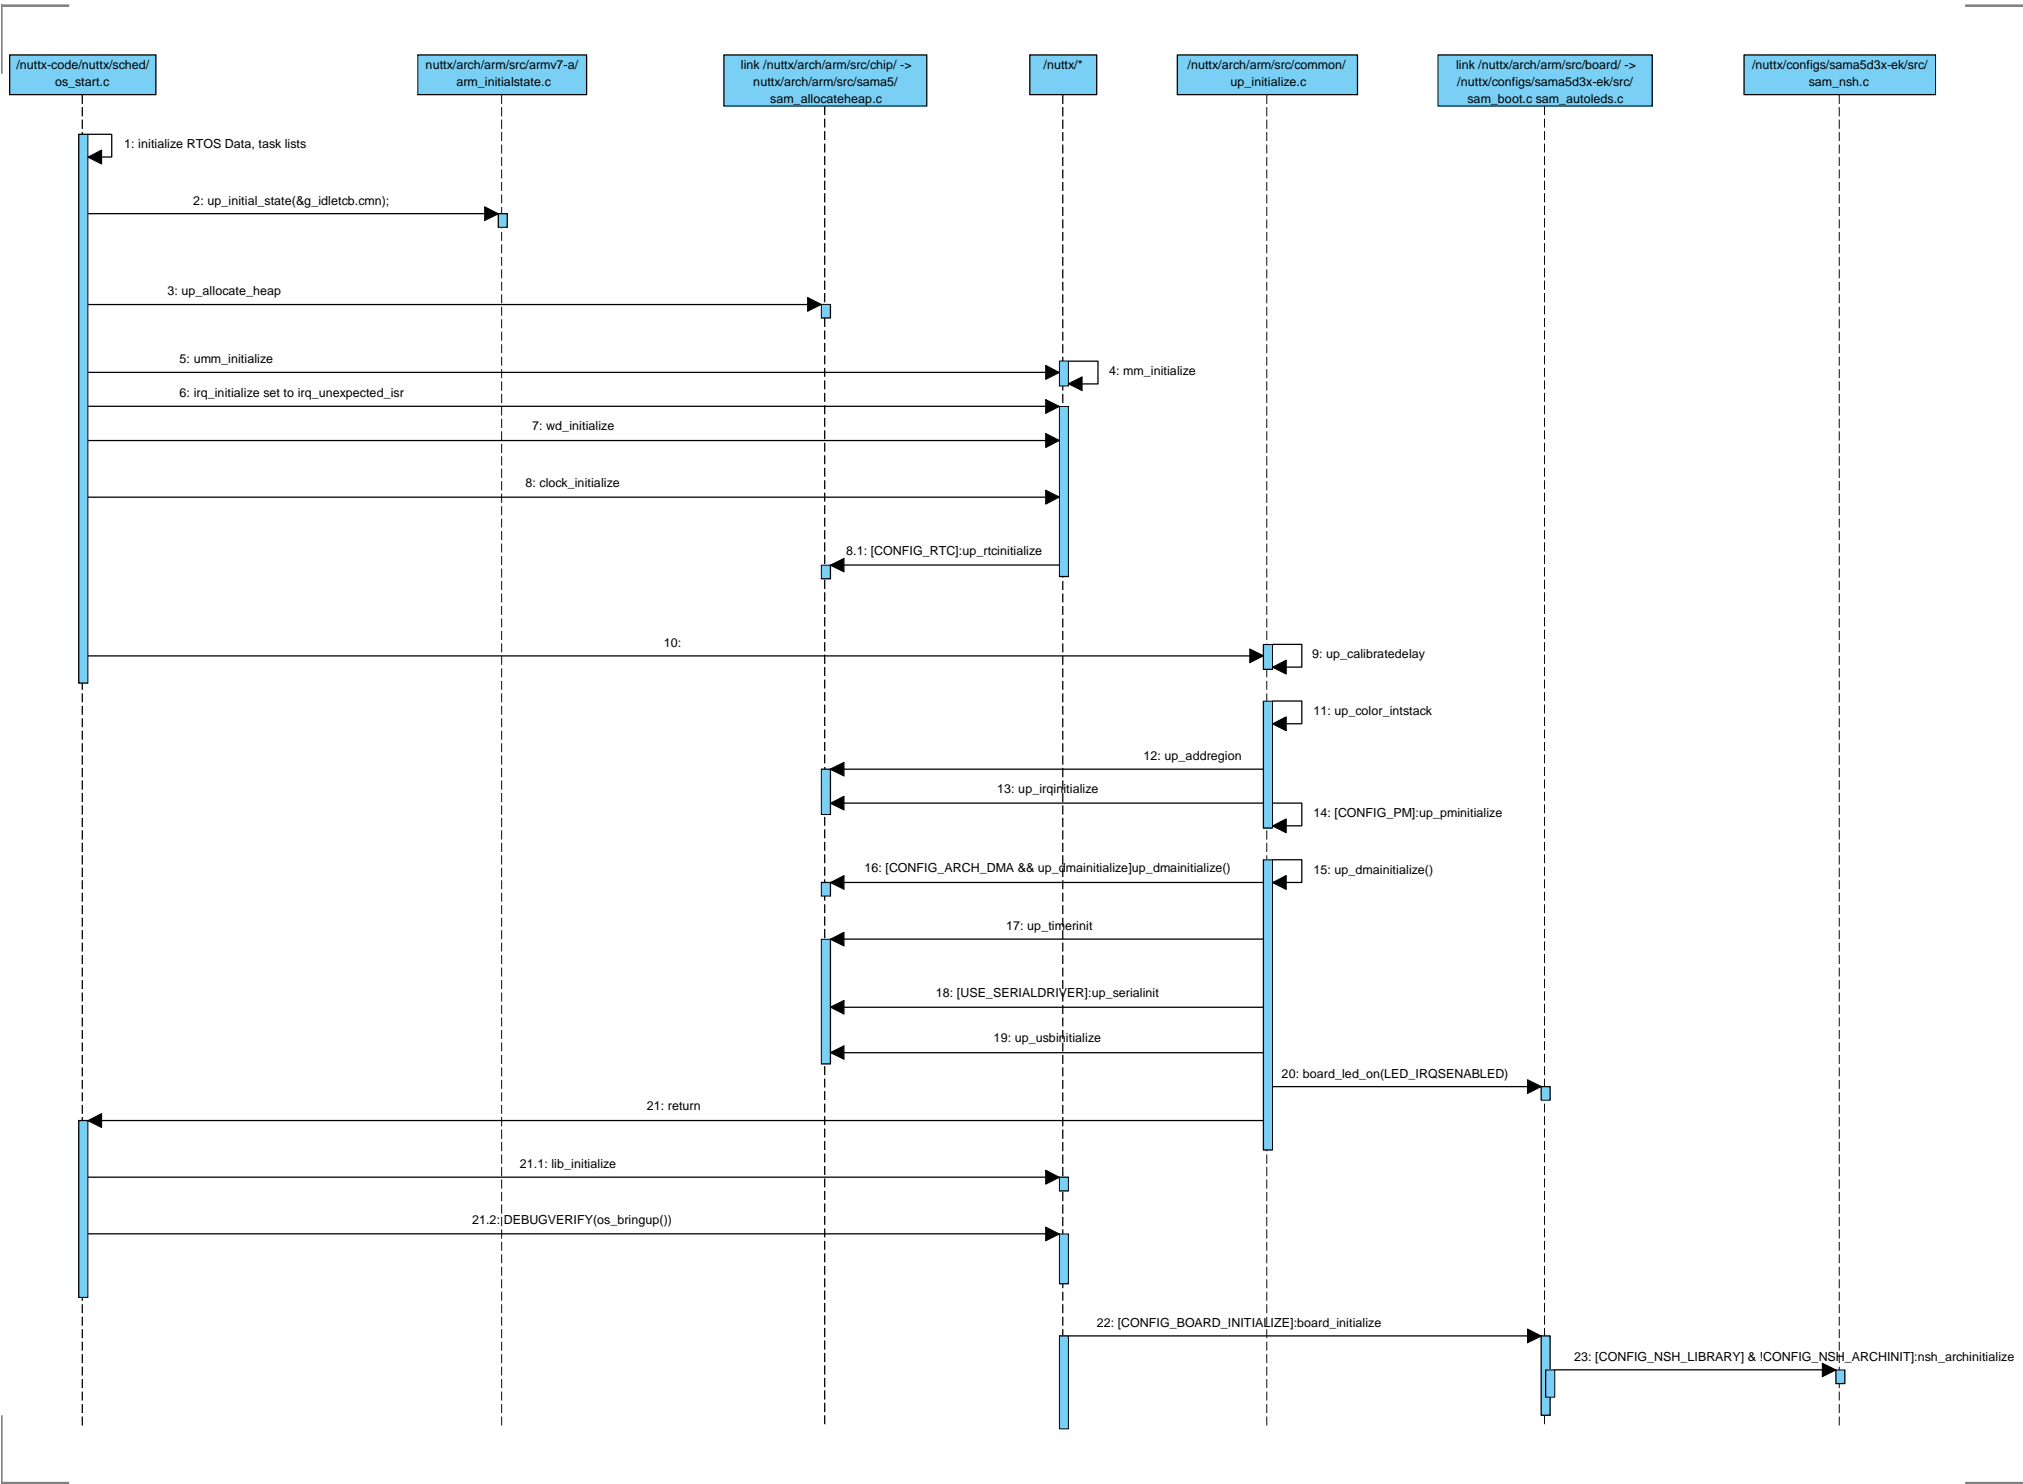 /nuttx-code/nuttx/sched/
os_start.c
nuttx/arch/arm/src/armv7-a/
arm_initialstate.c
link /nuttx/arch/arm/src/chip/ ->
nuttx/arch/arm/src/sama5/
sam_allocateheap.c
/nuttx/*
/nuttx/arch/arm/src/common/
up_initialize.c
link /nuttx/arch/arm/src/board/ ->
/nuttx/configs/sama5d3x-ek/src/
sam_boot.c sam_autoleds.c
/nuttx/configs/sama5d3x-ek/src/
sam_nsh.c
1: initialize RTOS Data, task lists
2: up_initial_state(&g_idletcb.cmn);
3: up_allocate_heap
5: umm_initialize
4: mm_initialize
6: irq_initialize set to irq_unexpected_isr
7: wd_initialize
8: clock_initialize
8.1: [CONFIG_RTC]:up_rtcinitialize
10:
9: up_calibratedelay
11: up_color_intstack
12: up_addregion
13: up_irqinitialize
14: [CONFIG_PM]:up_pminitialize
16: [CONFIG_ARCH_DMA && up_dmainitialize]up_dmainitialize()
15: up_dmainitialize()
17: up_timerinit
18: [USE_SERIALDRIVER]:up_serialinit
19: up_usbinitialize
20: board_led_on(LED_IRQSENABLED)
21: return
21.1: lib_initialize
21.2: DEBUGVERIFY(os_bringup())
22: [CONFIG_BOARD_INITIALIZE]:board_initialize
23: [CONFIG_NSH_LIBRARY] & !CONFIG_NSH_ARCHINIT]:nsh_archinitialize